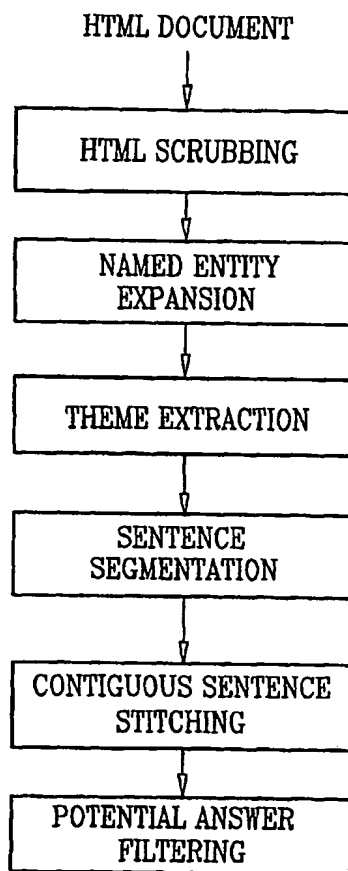 HTML DOCUMENT
HTML SCRUBBING
NAMED ENTITY
EXPANSION
THEME EXTRACTION
SENTENCE
SEGMENTATION
CONTIGUOUS SENTENCE
STITCHING
POTENTIAL ANSWER
FILTERING